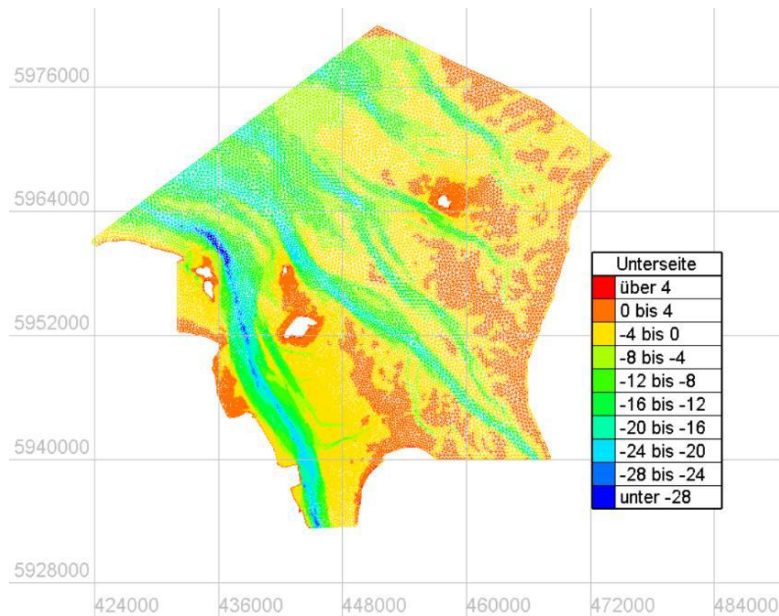 5976000
5964000
5952000
5940000
5928000
424000 436000 448000 460000 472000 484000
Unterseite
über 4
0 bis 4
-4 bis 0
-8 bis -4
-12 bis -8
-16 bis -12
-20 bis -16
-24 bis -20
-28 bis -24
unter -28